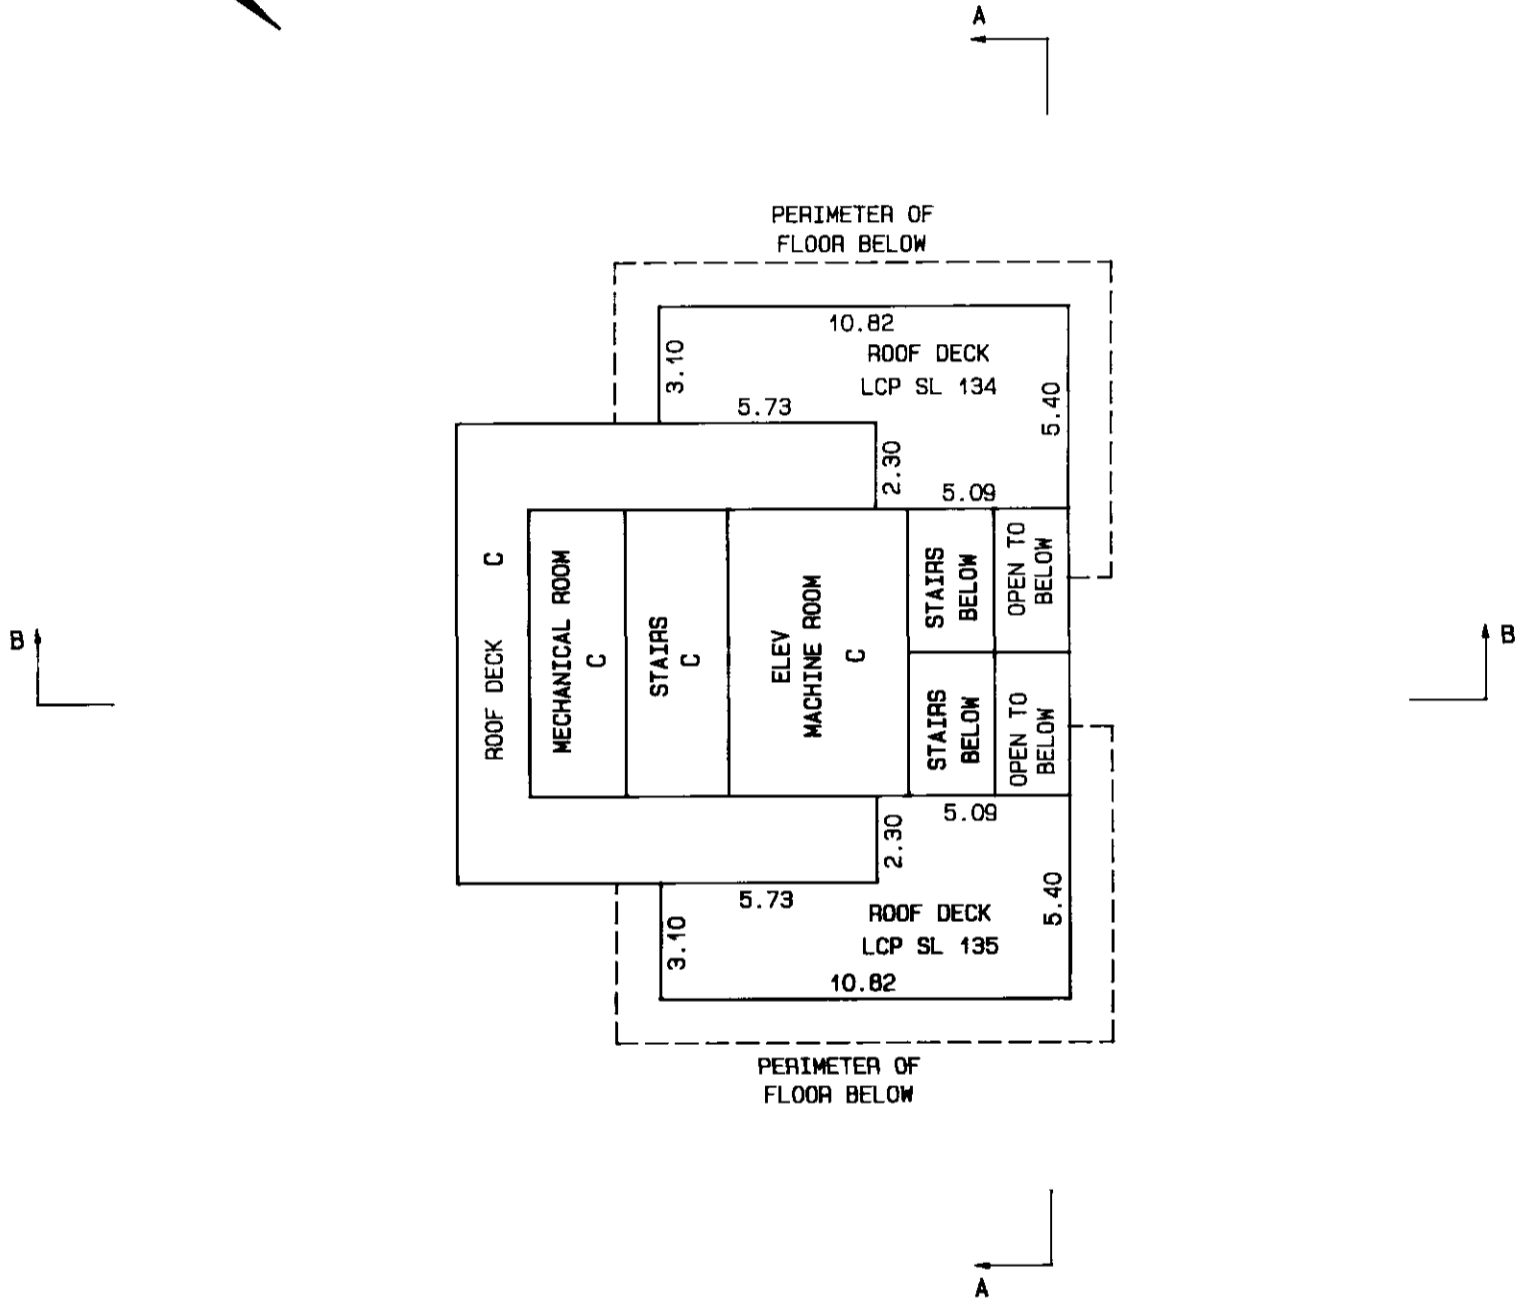 A
PERIMETER OF
FLOOR BELOW
10.82
3.10
ROOF DECK
LCP SL 134
5.40
5.73
2.30
5.09
ROOF DECK C
MECHANICAL ROOM
C
STAIRS
C
ELEV
MACHINE ROOM
C
STAIRS
BELOW
OPEN TO
BELOW
B
B
STAIRS
BELOW
OPEN TO
BELOW
5.09
2.30
5.73
5.40
3.10
ROOF DECK
LCP SL 135
10.82
PERIMETER OF
FLOOR BELOW
A